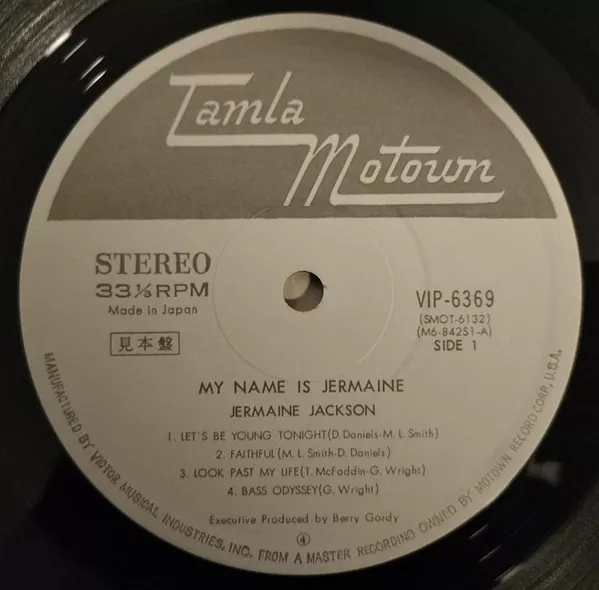 Tamla
Motown
STEREO
33⅓RPM
Made in Japan
見本盤
VIP-6369
(SMOT-6132)
(M6-842S1-A)
SIDE 1
MY NAME IS JERMAINE
JERMAINE JACKSON
1. LET'S BE YOUNG TONIGHT(D. Daniels-M. L. Smith)
2. FAITHFUL(M. L. Smith-D. Daniels)
3. LOOK PAST MY LIFE(T. McFaddin-G. Wright)
4. BASS ODYSSEY(G. Wright)
Executive Produced by Berry Gordy
④
MANUFACTURED BY VICTOR MUSICAL INDUSTRIES, INC. FROM A MASTER RECORDING OWNED BY MOTOWN RECORD CORP., U.S.A.